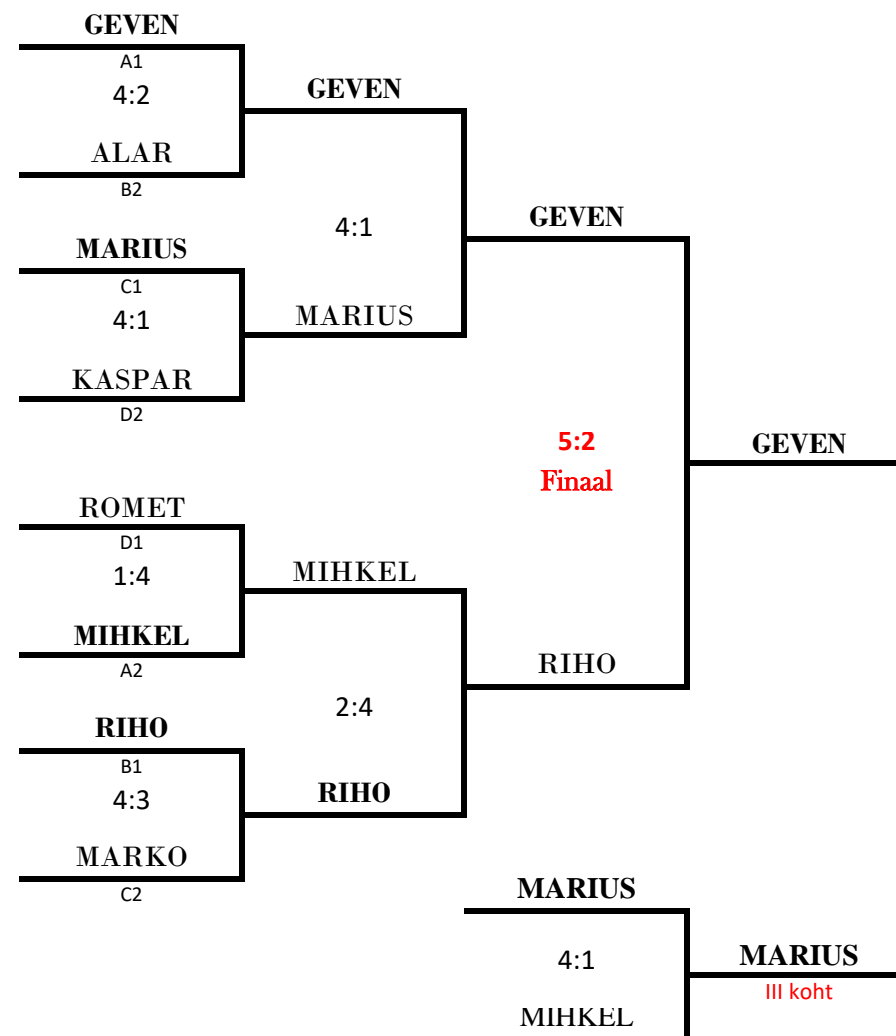 GEVEN
A1
4:2
GEVEN
ALAR
B2
4:1
GEVEN
MARIUS
C1
4:1
MARIUS
KASPAR
D2
5:2
Finaal
GEVEN
ROMET
D1
1:4
MIHKEL
MIHKEL
A2
RIHO
2:4
RIHO
B1
4:3
RIHO
MARKO
C2
MARIUS
4:1
MARIUS
III koht
MIHKEL